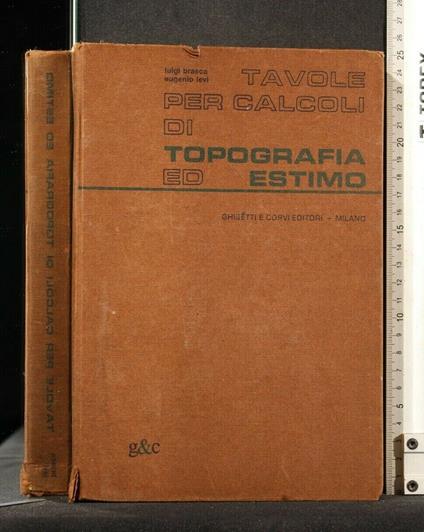 luigi brasca
eugenio levi
TAVOLE
PER CALCOLI
DI
TOPOGRAFIA
ED ESTIMO
GHISETTI E CORVI EDITORI - MILANO
g&c
TAVOLE PER CALCOLI DI TOPOGRAFIA ED ESTIMO